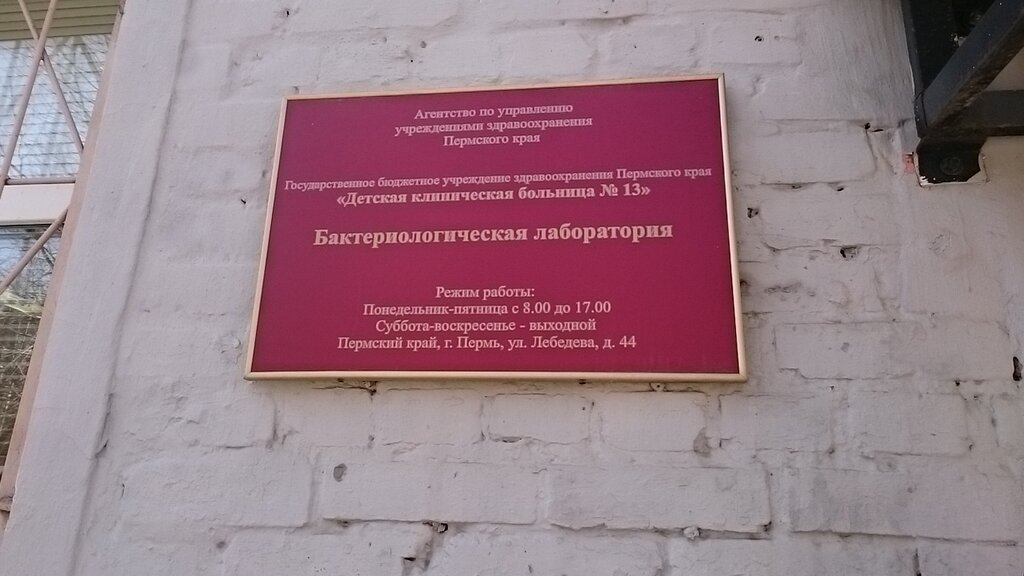 Агентство по управлению
учреждениями здравоохранения
Пермского края
Государственное бюджетное учреждение здравоохранения Пермского края
«Детская клиническая больница № 13»
Бактериологическая лаборатория
Режим работы:
Понедельник-пятница с 8.00 до 17.00
Суббота-воскресенье - выходной
Пермский край, г. Пермь, ул. Лебедева, д. 44